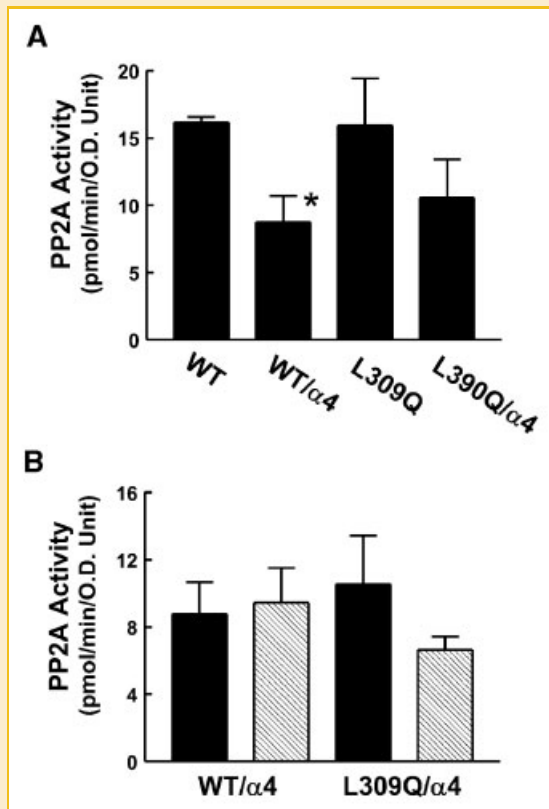 A
PP2A Activity
(pmol/min/O.D. Unit)
20
15
10
5
0
*
WT
WT/α4
L309Q
L390Q/α4
B
PP2A Activity
(pmol/min/O.D. Unit)
16
12
8
4
0
WT/α4
L309Q/α4